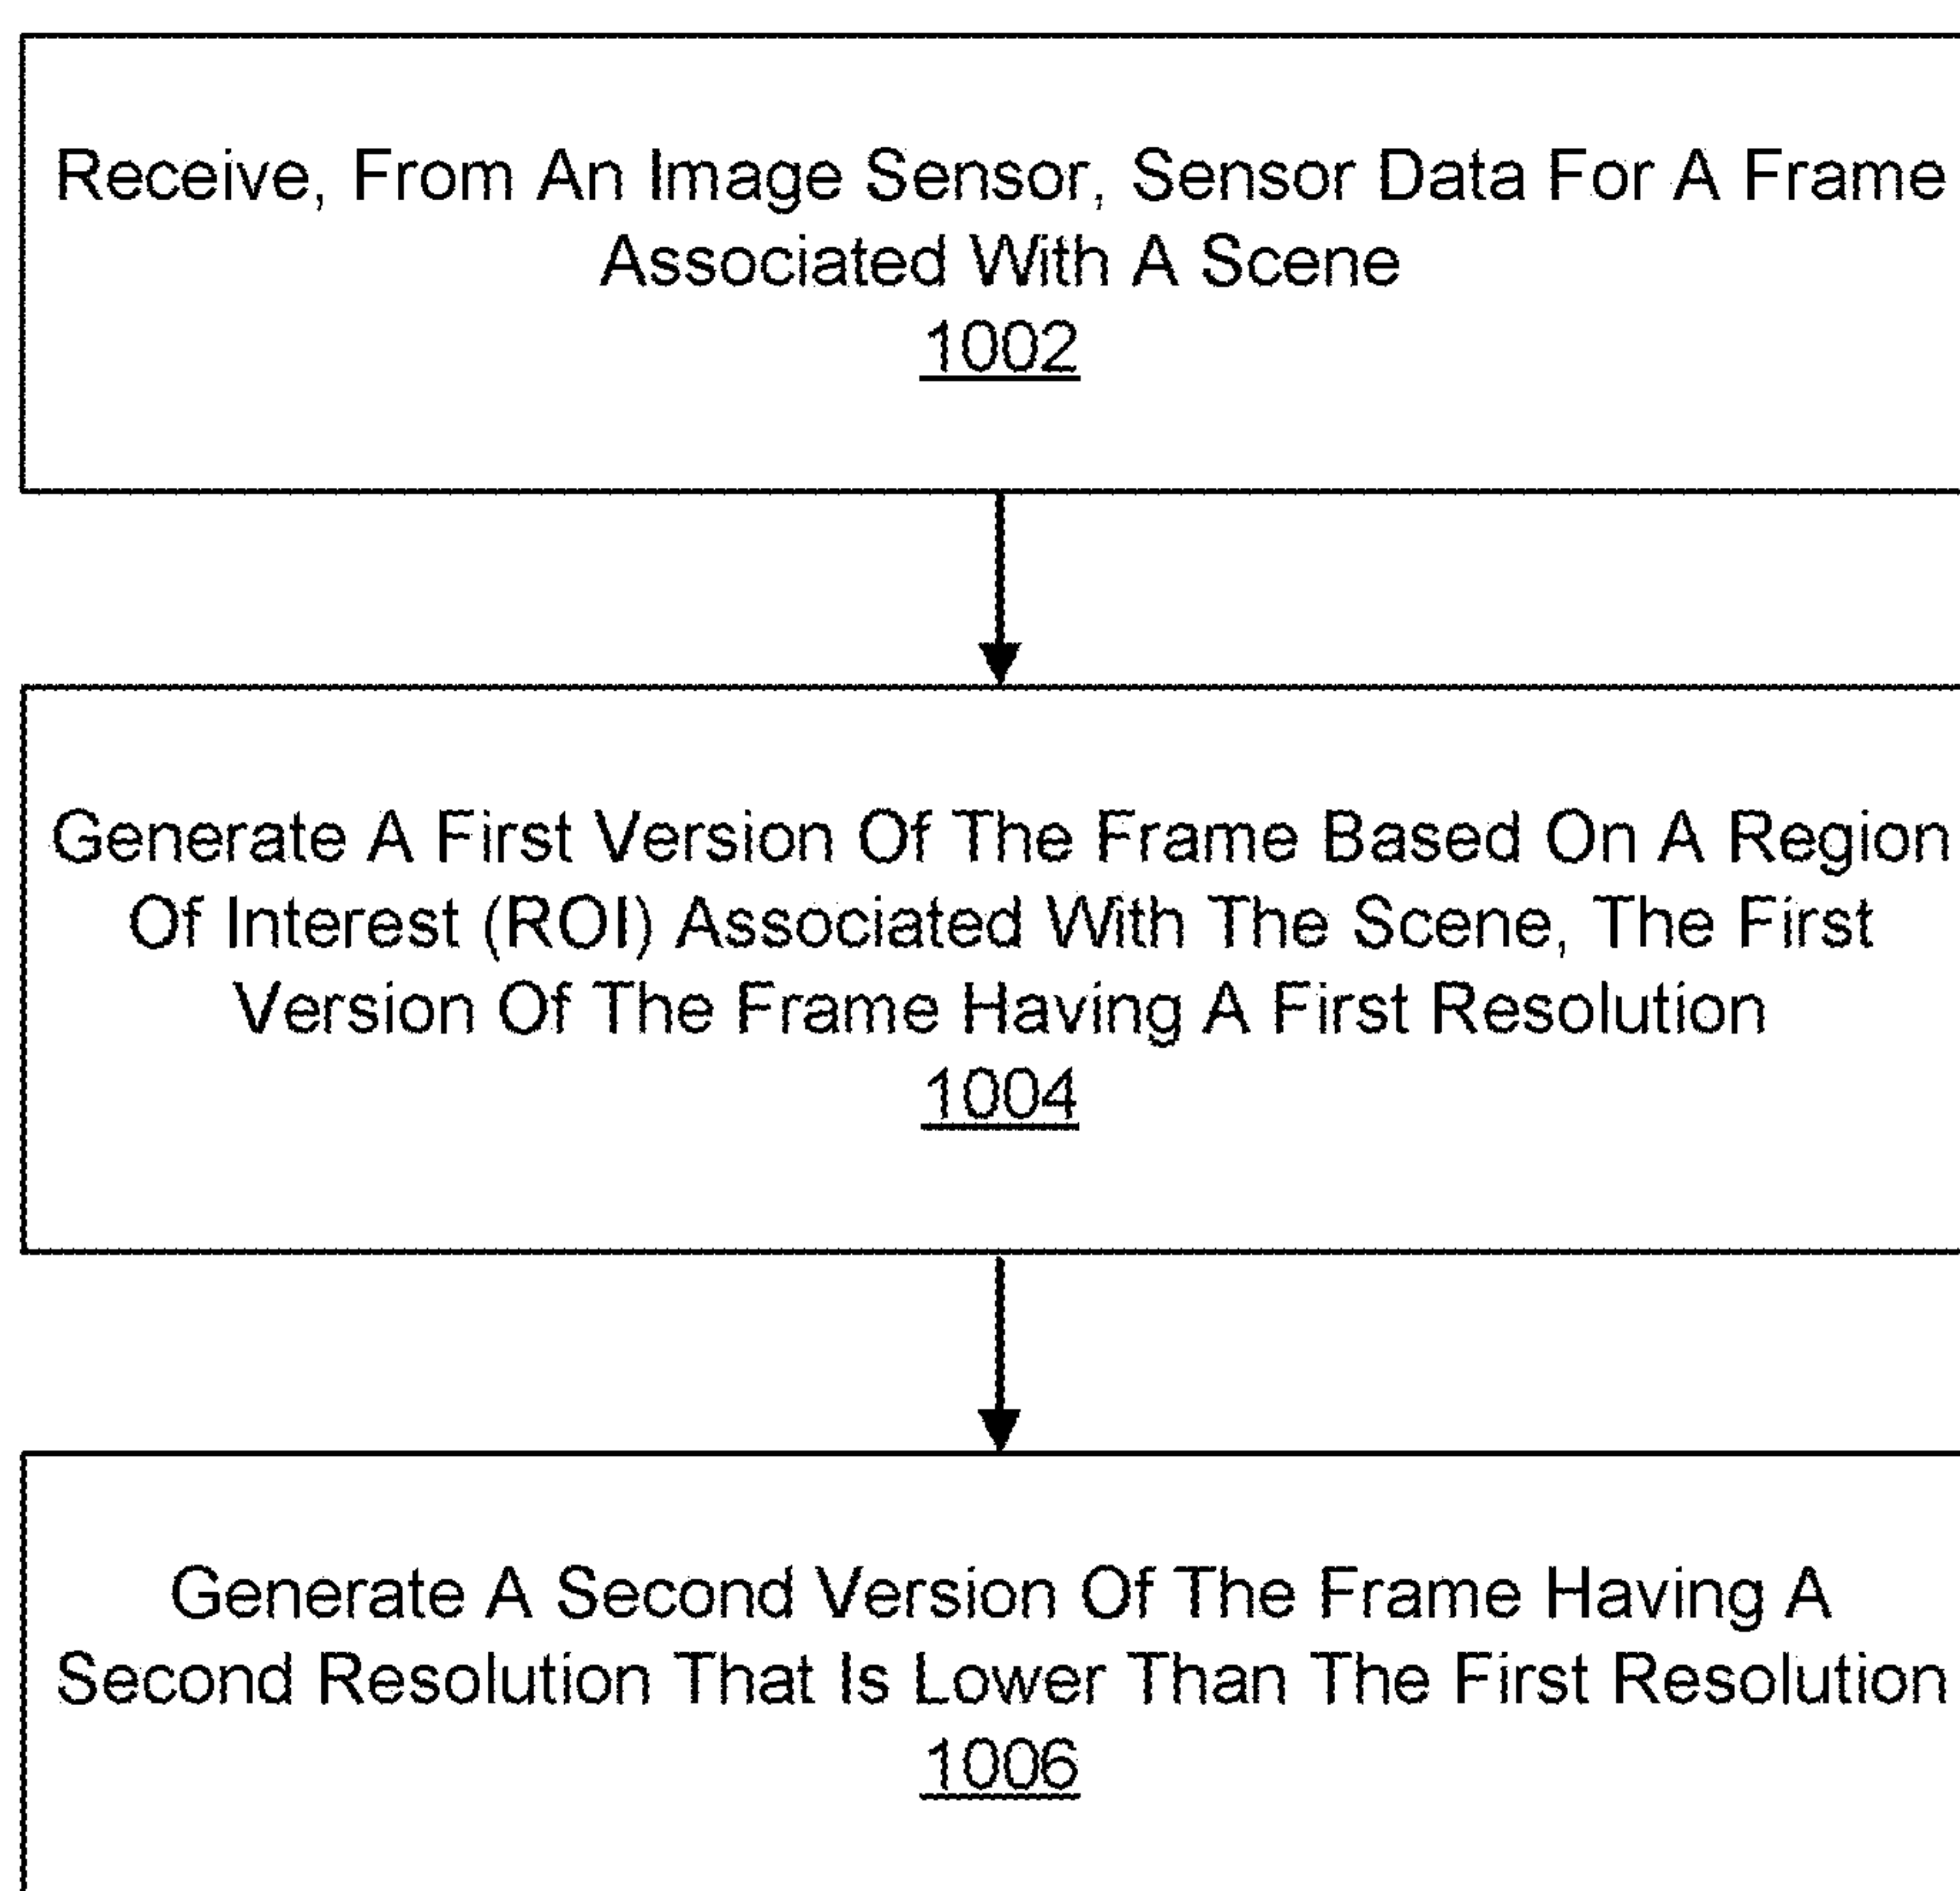 Receive, From An Image Sensor, Sensor Data For A Frame
Associated With A Scene
1002
Generate A First Version Of The Frame Based On A Region
Of Interest (ROI) Associated With The Scene, The First
Version Of The Frame Having A First Resolution
1004
Generate A Second Version Of The Frame Having A
Second Resolution That Is Lower Than The First Resolution
1006